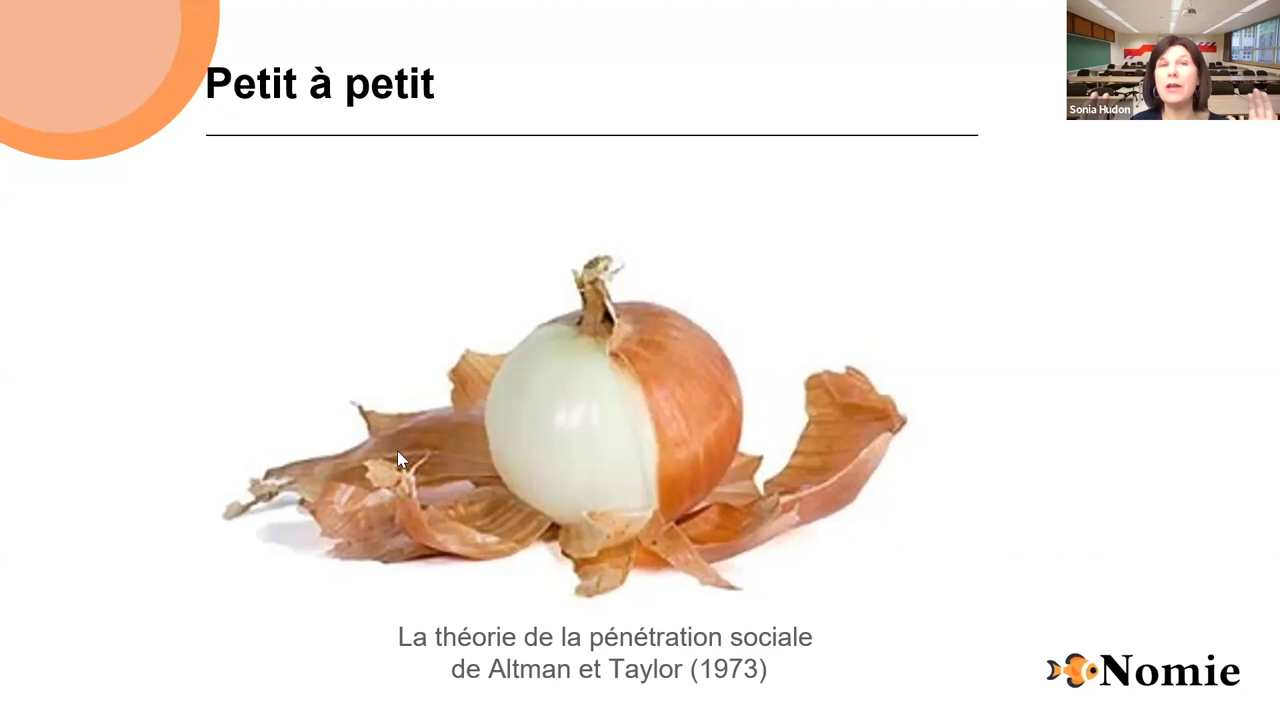 Petit à petit
Sonia Hudon
La théorie de la pénétration sociale
de Altman et Taylor (1973)
Nomie